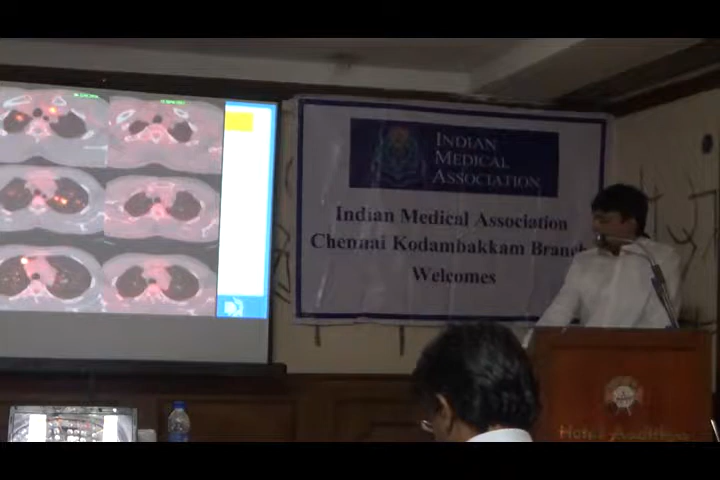 INDIAN
MEDICAL
ASSOCIATION
Indian Medical Association
Chennai Kodambakkam Branch
Welcomes